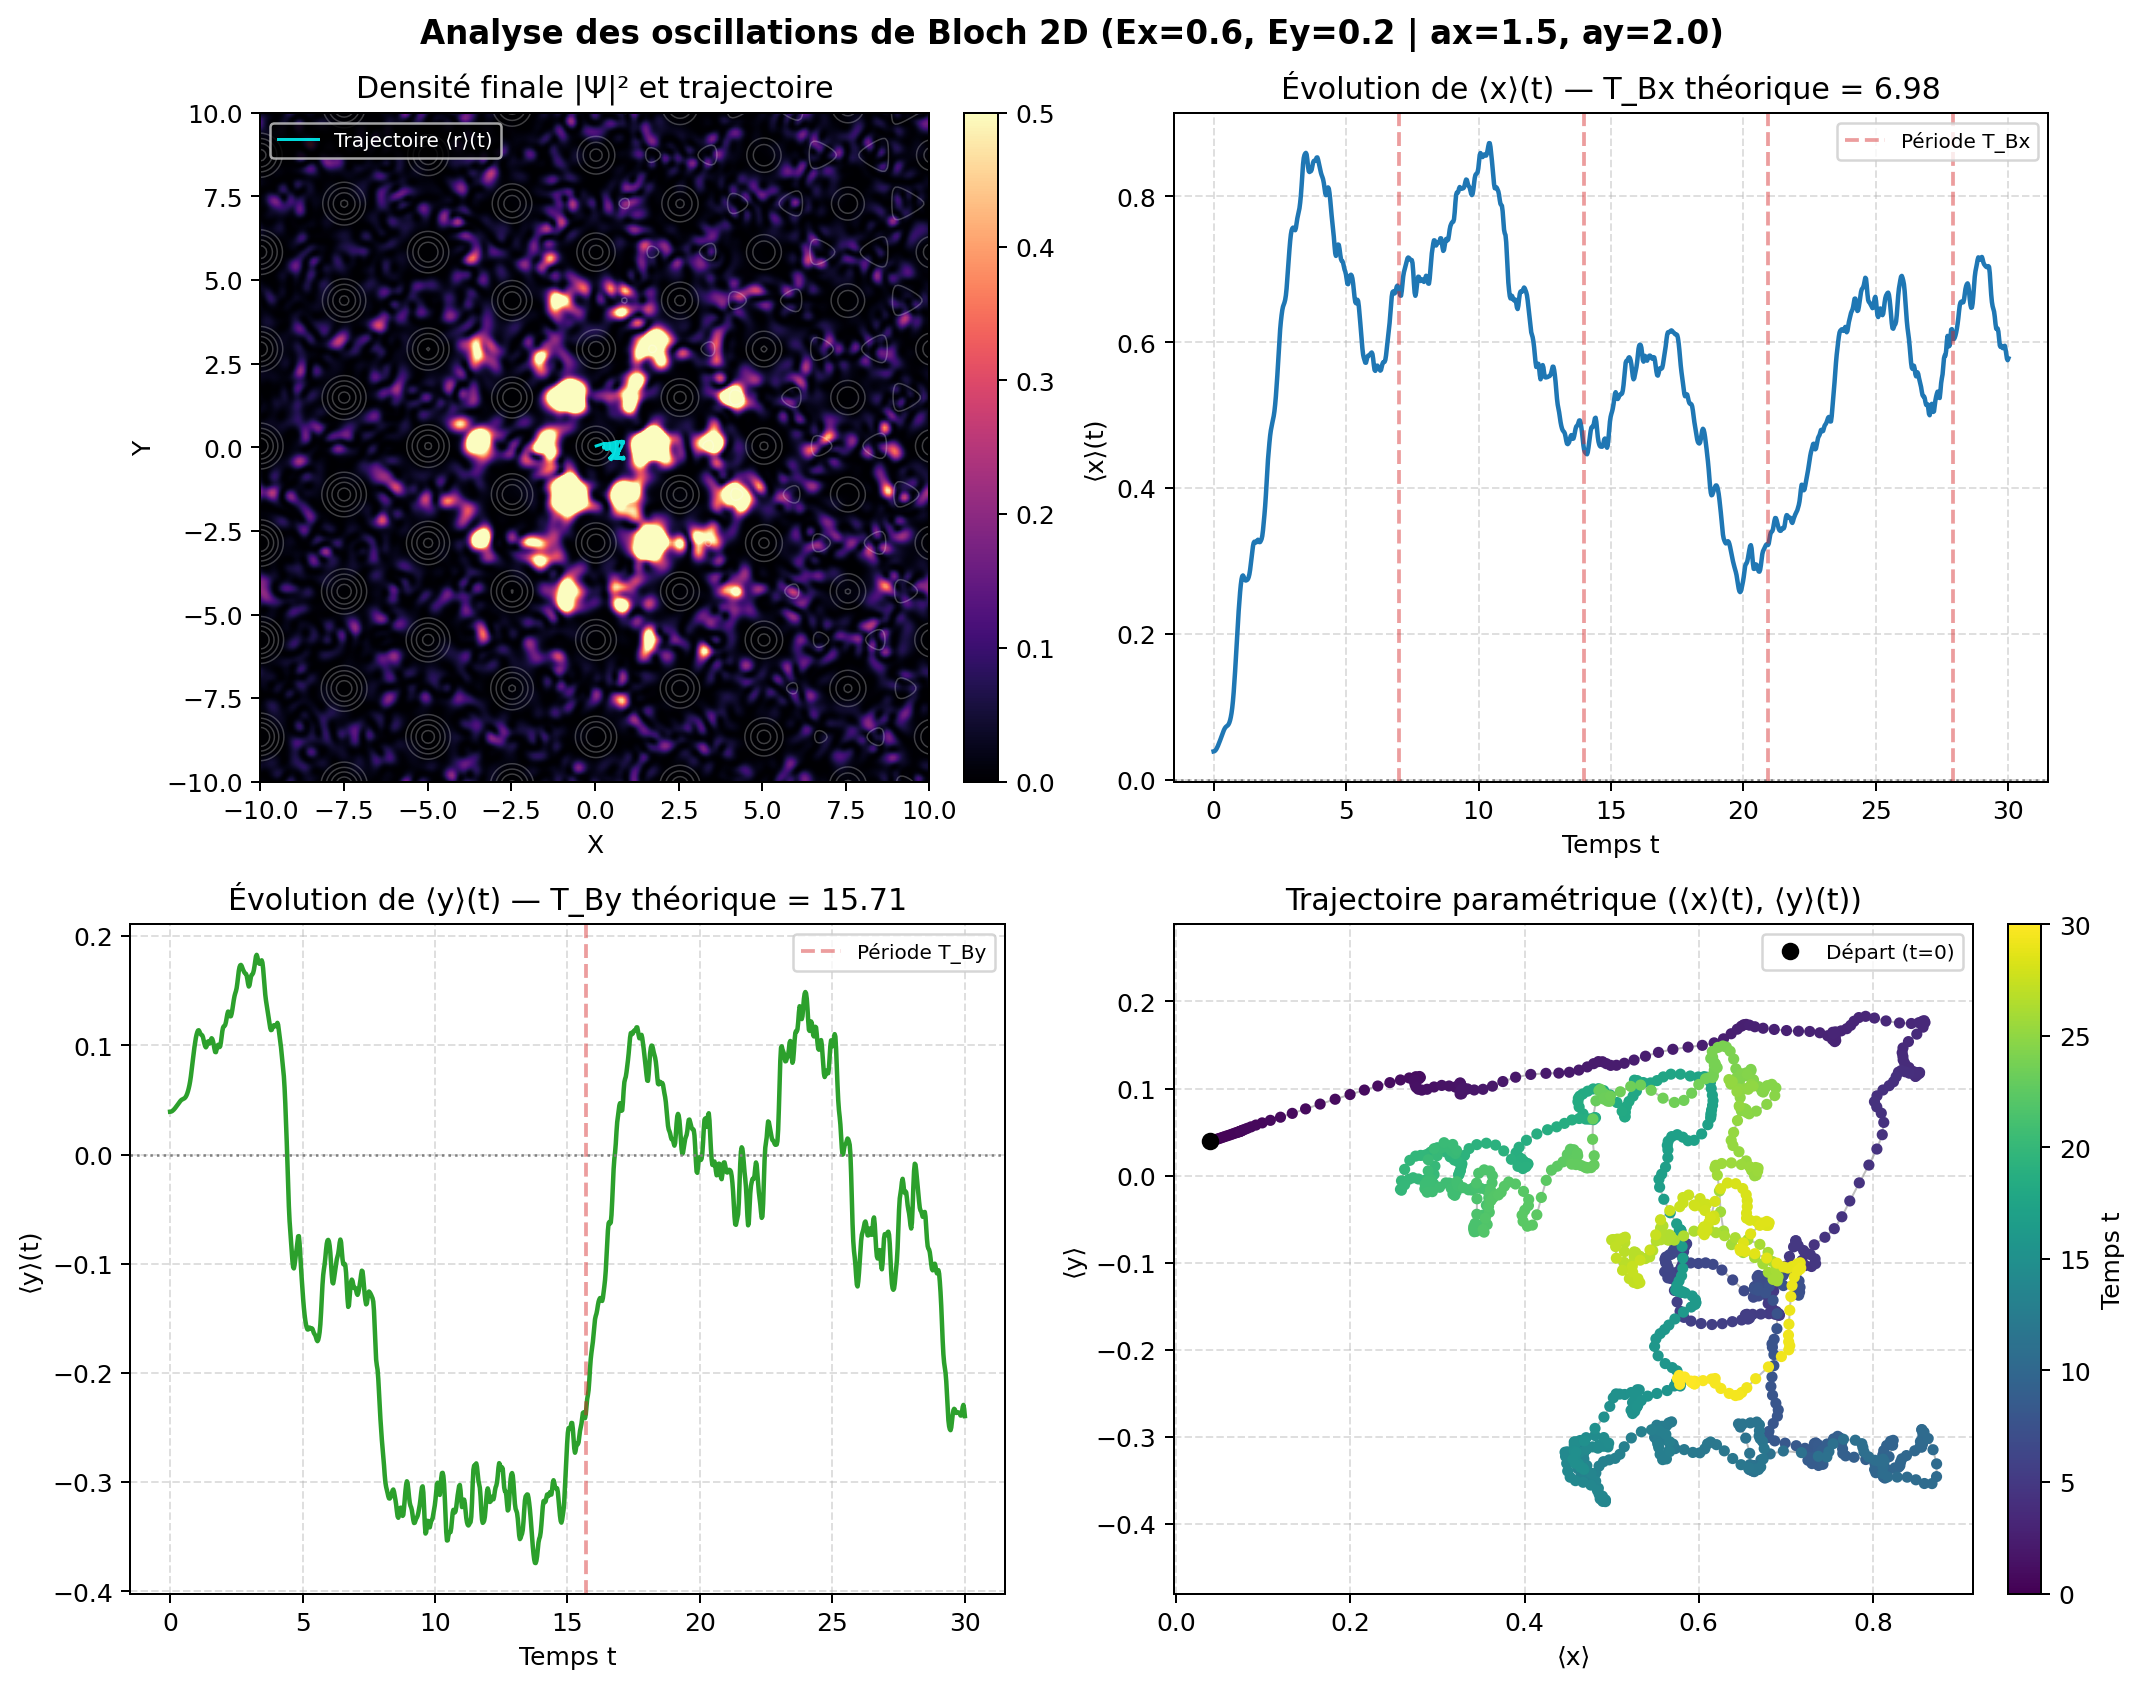 Analyse des oscillations de Bloch 2D (Ex=0.6, Ey=0.2 | ax=1.5, ay=2.0)
Densité finale |Ψ|² et trajectoire
Trajectoire ⟨r⟩(t)
10.0
7.5
5.0
2.5
0.0
−2.5
−5.0
−7.5
−10.0
Y
−10.0 −7.5 −5.0 −2.5 0.0 2.5 5.0 7.5 10.0
X
0.5
0.4
0.3
0.2
0.1
0.0
Évolution de ⟨x⟩(t) — T_Bx théorique = 6.98
Période T_Bx
0.8
0.6
0.4
0.2
0.0
⟨x⟩(t)
0 5 10 15 20 25 30
Temps t
Évolution de ⟨y⟩(t) — T_By théorique = 15.71
Période T_By
0.2
0.1
0.0
−0.1
−0.2
−0.3
−0.4
⟨y⟩(t)
0 5 10 15 20 25 30
Temps t
Trajectoire paramétrique (⟨x⟩(t), ⟨y⟩(t))
Départ (t=0)
0.2
0.1
0.0
−0.1
−0.2
−0.3
−0.4
⟨y⟩
0.0 0.2 0.4 0.6 0.8
⟨x⟩
30
25
20
15
10
5
0
Temps t